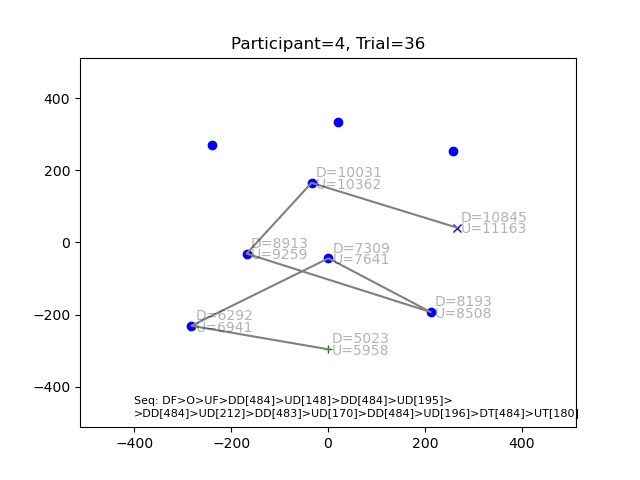 Participant=4, Trial=36
400
200
0
−200
−400
−400
−200
0
200
400
D=10031
U=10362
D=10845
U=11163
D=8913
U=9259
D=7309
U=7641
D=8193
U=8508
D=6292
U=6941
D=5023
U=5958
Seq: DF>O>UF>DD[484]>UD[148]>DD[484]>UD[195]>
>DD[484]>UD[212]>DD[483]>UD[170]>DD[484]>UD[196]>DT[484]>UT[180]